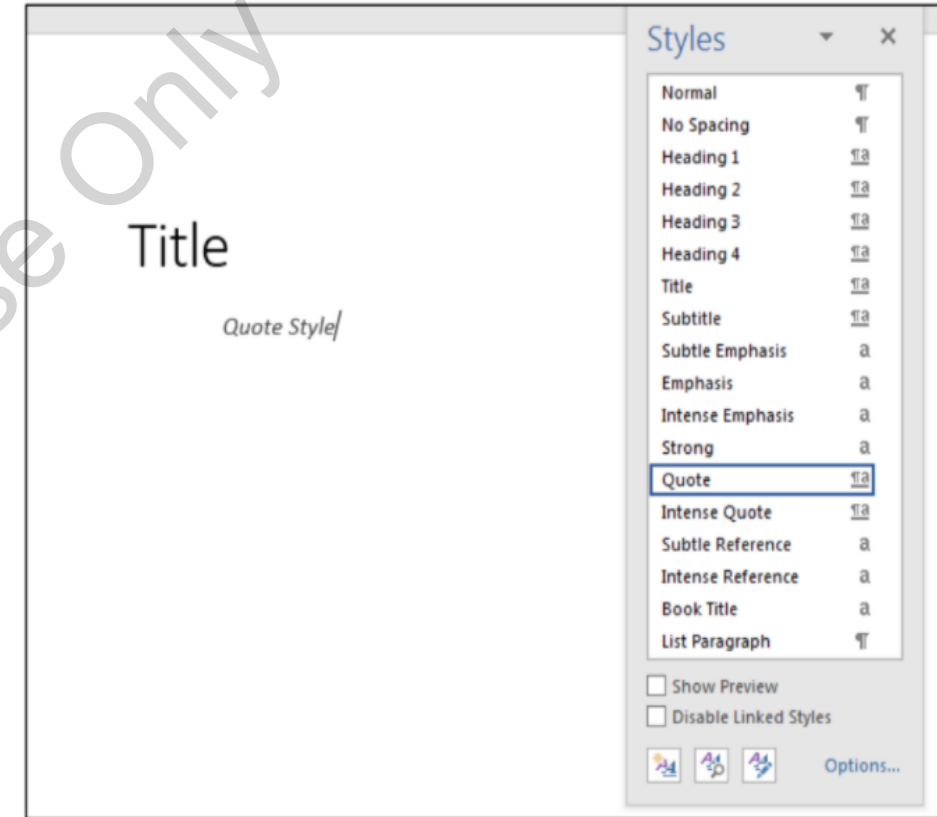 se Only
Title
Quote Style
Styles
Normal ¶
No Spacing ¶
Heading 1 ¶a
Heading 2 ¶a
Heading 3 ¶a
Heading 4 ¶a
Title ¶a
Subtitle ¶a
Subtle Emphasis a
Emphasis a
Intense Emphasis a
Strong a
Quote ¶a
Intense Quote ¶a
Subtle Reference a
Intense Reference a
Book Title a
List Paragraph ¶
Show Preview
Disable Linked Styles
Options...